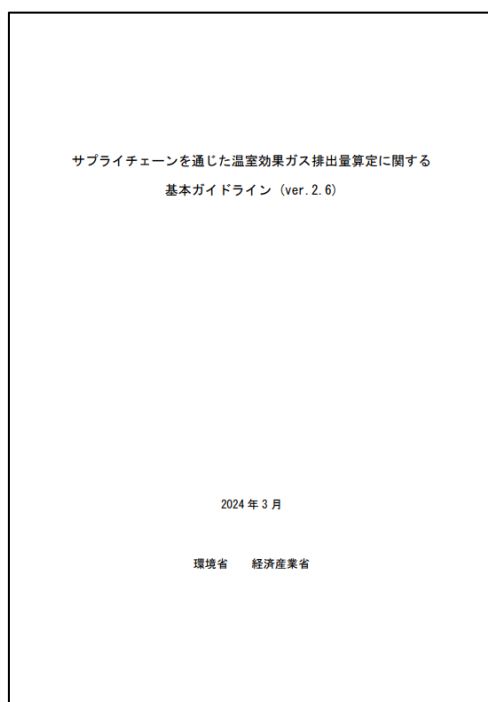 サプライチェーンを通じた温室効果ガス排出量算定に関する
基本ガイドライン (ver.2.6)
2024年3月
環境省　経済産業省